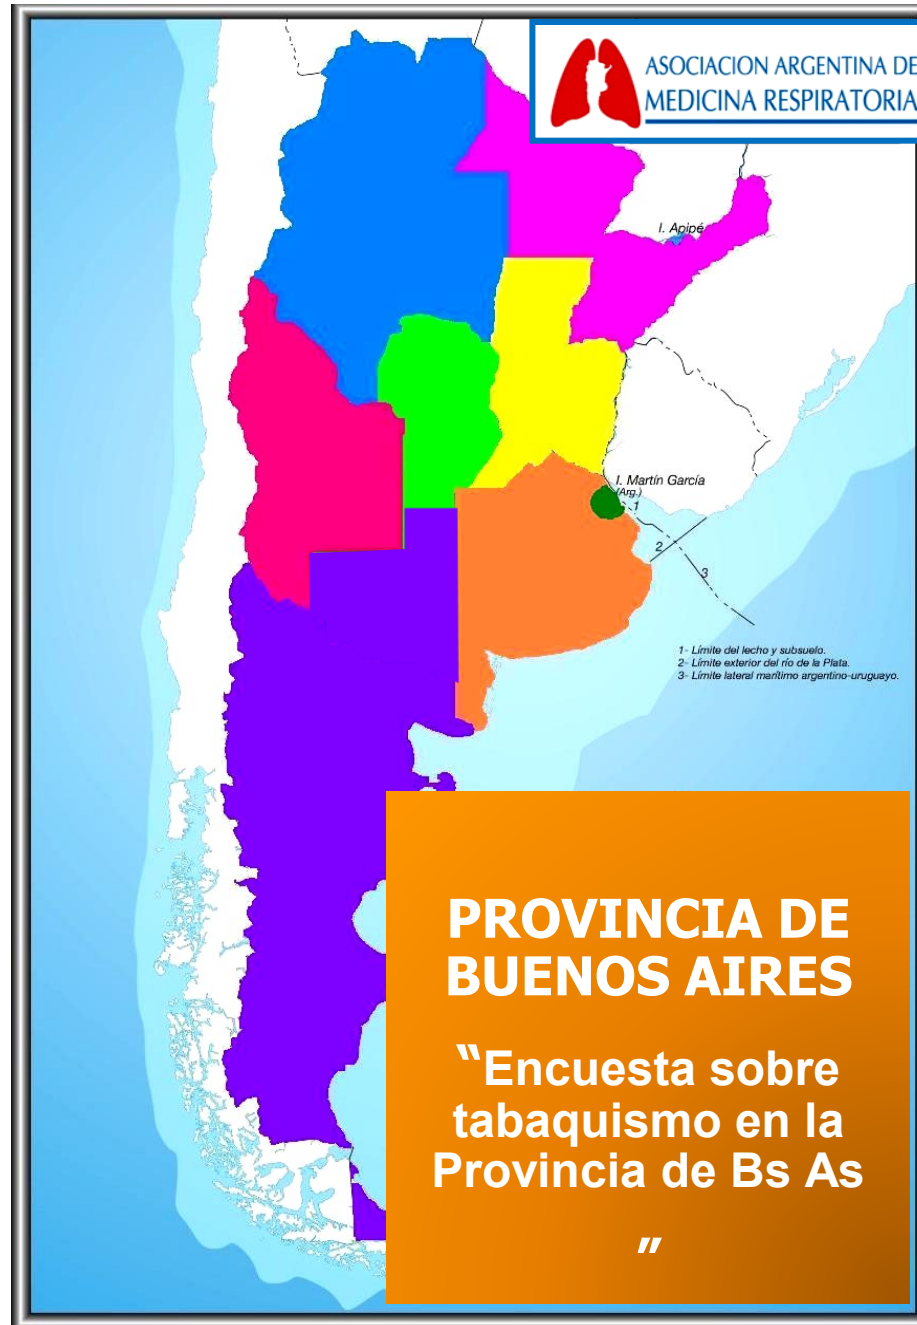 ASOCIACION ARGENTINA DE
MEDICINA RESPIRATORIA
I. Apipé
I. Martín García
(Arg.)
1
2
3
1- Límite del lecho y subsuelo.
2- Límite exterior del río de la Plata.
3- Límite lateral marítimo argentino-uruguayo.
PROVINCIA DE
BUENOS AIRES
“Encuesta sobre
tabaquismo en la
Provincia de Bs As
”